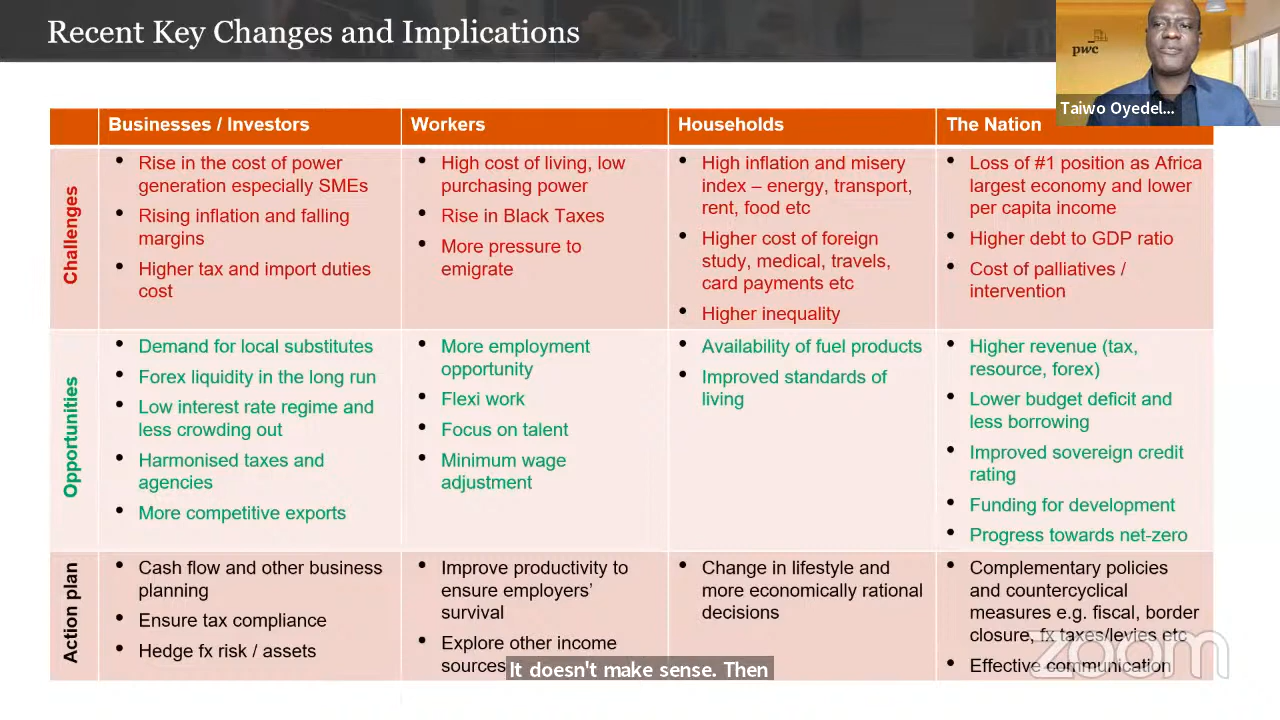 Recent Key Changes and Implications
pwc
Taiwo Oyedel...
Businesses / Investors
Workers
Households
The Nation
Challenges
Rise in the cost of power
generation especially SMEs
Rising inflation and falling
margins
Higher tax and import duties
cost
High cost of living, low
purchasing power
Rise in Black Taxes
More pressure to
emigrate
High inflation and misery
index – energy, transport,
rent, food etc
Higher cost of foreign
study, medical, travels,
card payments etc
Higher inequality
Loss of #1 position as Africa
largest economy and lower
per capita income
Higher debt to GDP ratio
Cost of palliatives /
intervention
Opportunities
Demand for local substitutes
Forex liquidity in the long run
Low interest rate regime and
less crowding out
Harmonised taxes and
agencies
More competitive exports
More employment
opportunity
Flexi work
Focus on talent
Minimum wage
adjustment
Availability of fuel products
Improved standards of
living
Higher revenue (tax,
resource, forex)
Lower budget deficit and
less borrowing
Improved sovereign credit
rating
Funding for development
Progress towards net-zero
Action plan
Cash flow and other business
planning
Ensure tax compliance
Hedge fx risk / assets
Improve productivity to
ensure employers'
survival
Explore other income
sources
Change in lifestyle and
more economically rational
decisions
Complementary policies
and countercyclical
measures e.g. fiscal, border
closure, fx taxes/levies etc
Effective communication
zoom
It doesn't make sense. Then